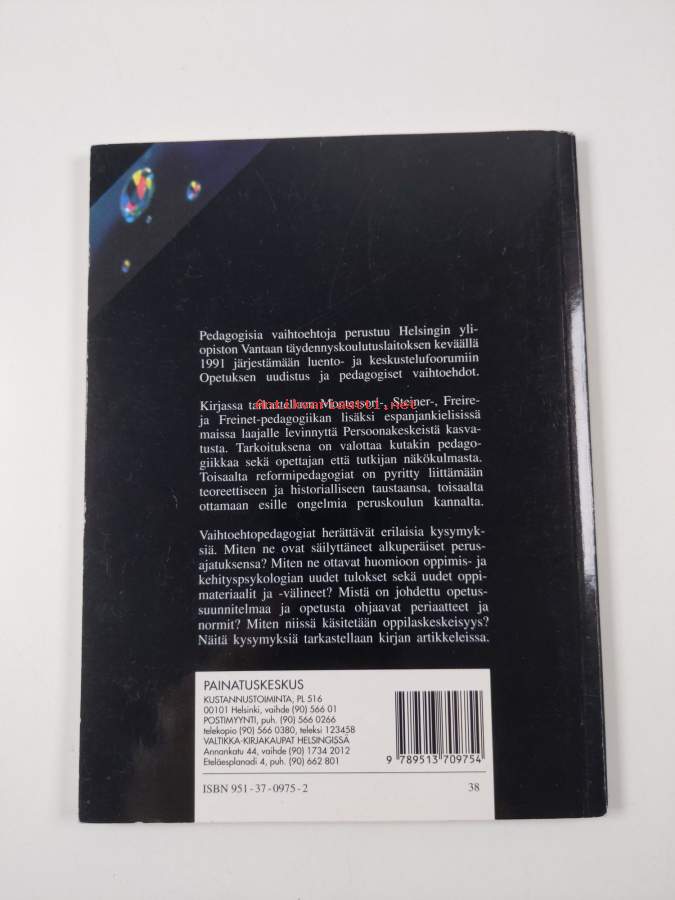 Pedagogisia vaihtoehtoja perustuu Helsingin yli-
opiston Vantaan täydennyskoulutuslaitoksen keväällä
1991 järjestämään luento- ja keskustelufoorumiin
Opetuksen uudistus ja pedagogiset vaihtoehdot.
Kirjassa tarkastellaan Montessori-, Steiner-, Freire-
ja Freinet-pedagogiikan lisäksi espanjankielisissä
maissa laajalle levinnyttä Persoonakeskeistä kasva-
tusta. Tarkoituksena on valottaa kutakin pedago-
giikkaa sekä opettajan että tutkijan näkökulmasta.
Toisaalta reformipedagogiat on pyritty liittämään
teoreettiseen ja historialliseen taustaansa, toisaalta
ottamaan esille ongelmia peruskoulun kannalta.
Vaihtoehtopedagogiat herättävät erilaisia kysymyk-
siä. Miten ne ovat säilyttäneet alkuperäiset perus-
ajatuksensa? Miten ne ottavat huomioon oppimis- ja
kehityspsykologian uudet tulokset sekä uudet oppi-
materiaalit ja -välineet? Mistä on johdettu opetus-
suunnitelmaa ja opetusta ohjaavat periaatteet ja
normit? Miten niissä käsitetään oppilaskeskeisyys?
Näitä kysymyksiä tarkastellaan kirjan artikkeleissa.
PAINATUSKESKUS
KUSTANNUSTOIMINTA, PL 516
00101 Helsinki, vaihde (90) 566 01
POSTIMYYNTI, puh. (90) 566 0266
telekopio (90) 566 0380, teleksi 123458
VALTIKKA-KIRJAKAUPAT HELSINGISSÄ
Annankatu 44, vaihde (90) 1734 2012
Eteläesplanadi 4, puh. (90) 662 801
9 789513 709754
ISBN 951-37-0975-2 38